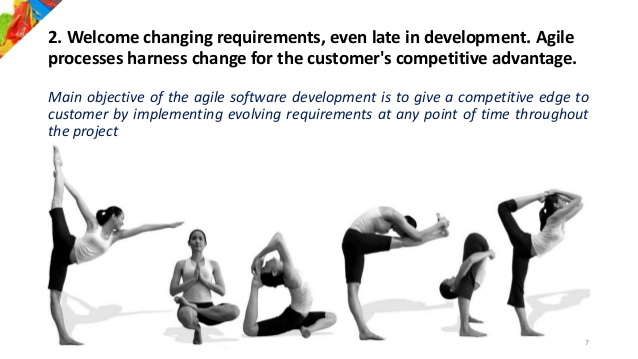 2. Welcome changing requirements, even late in development. Agile
processes harness change for the customer's competitive advantage.
Main objective of the agile software development is to give a competitive edge to
customer by implementing evolving requirements at any point of time throughout
the project
7